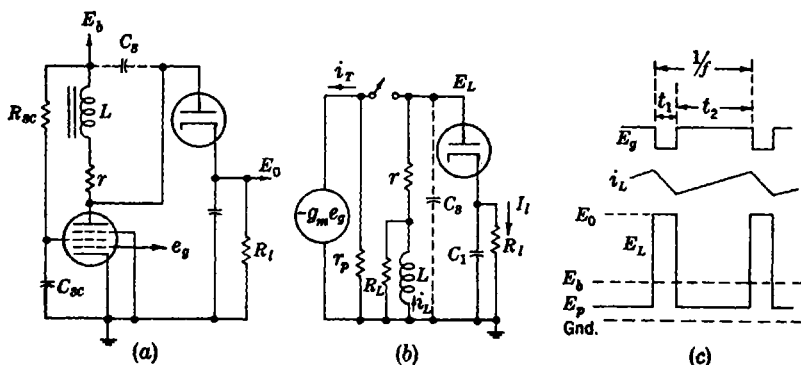 E_b
C_s
R_sc
L
r
E_0
e_g
R_l
C_sc
(a)
i_T
E_L
r
C_s
I_l
-g_m e_g
r_p
R_L
L
i_L
C_1
R_l
(b)
1/f
t_1
t_2
E_g
i_L
E_0
E_L
E_b
E_p
Gnd.
(c)